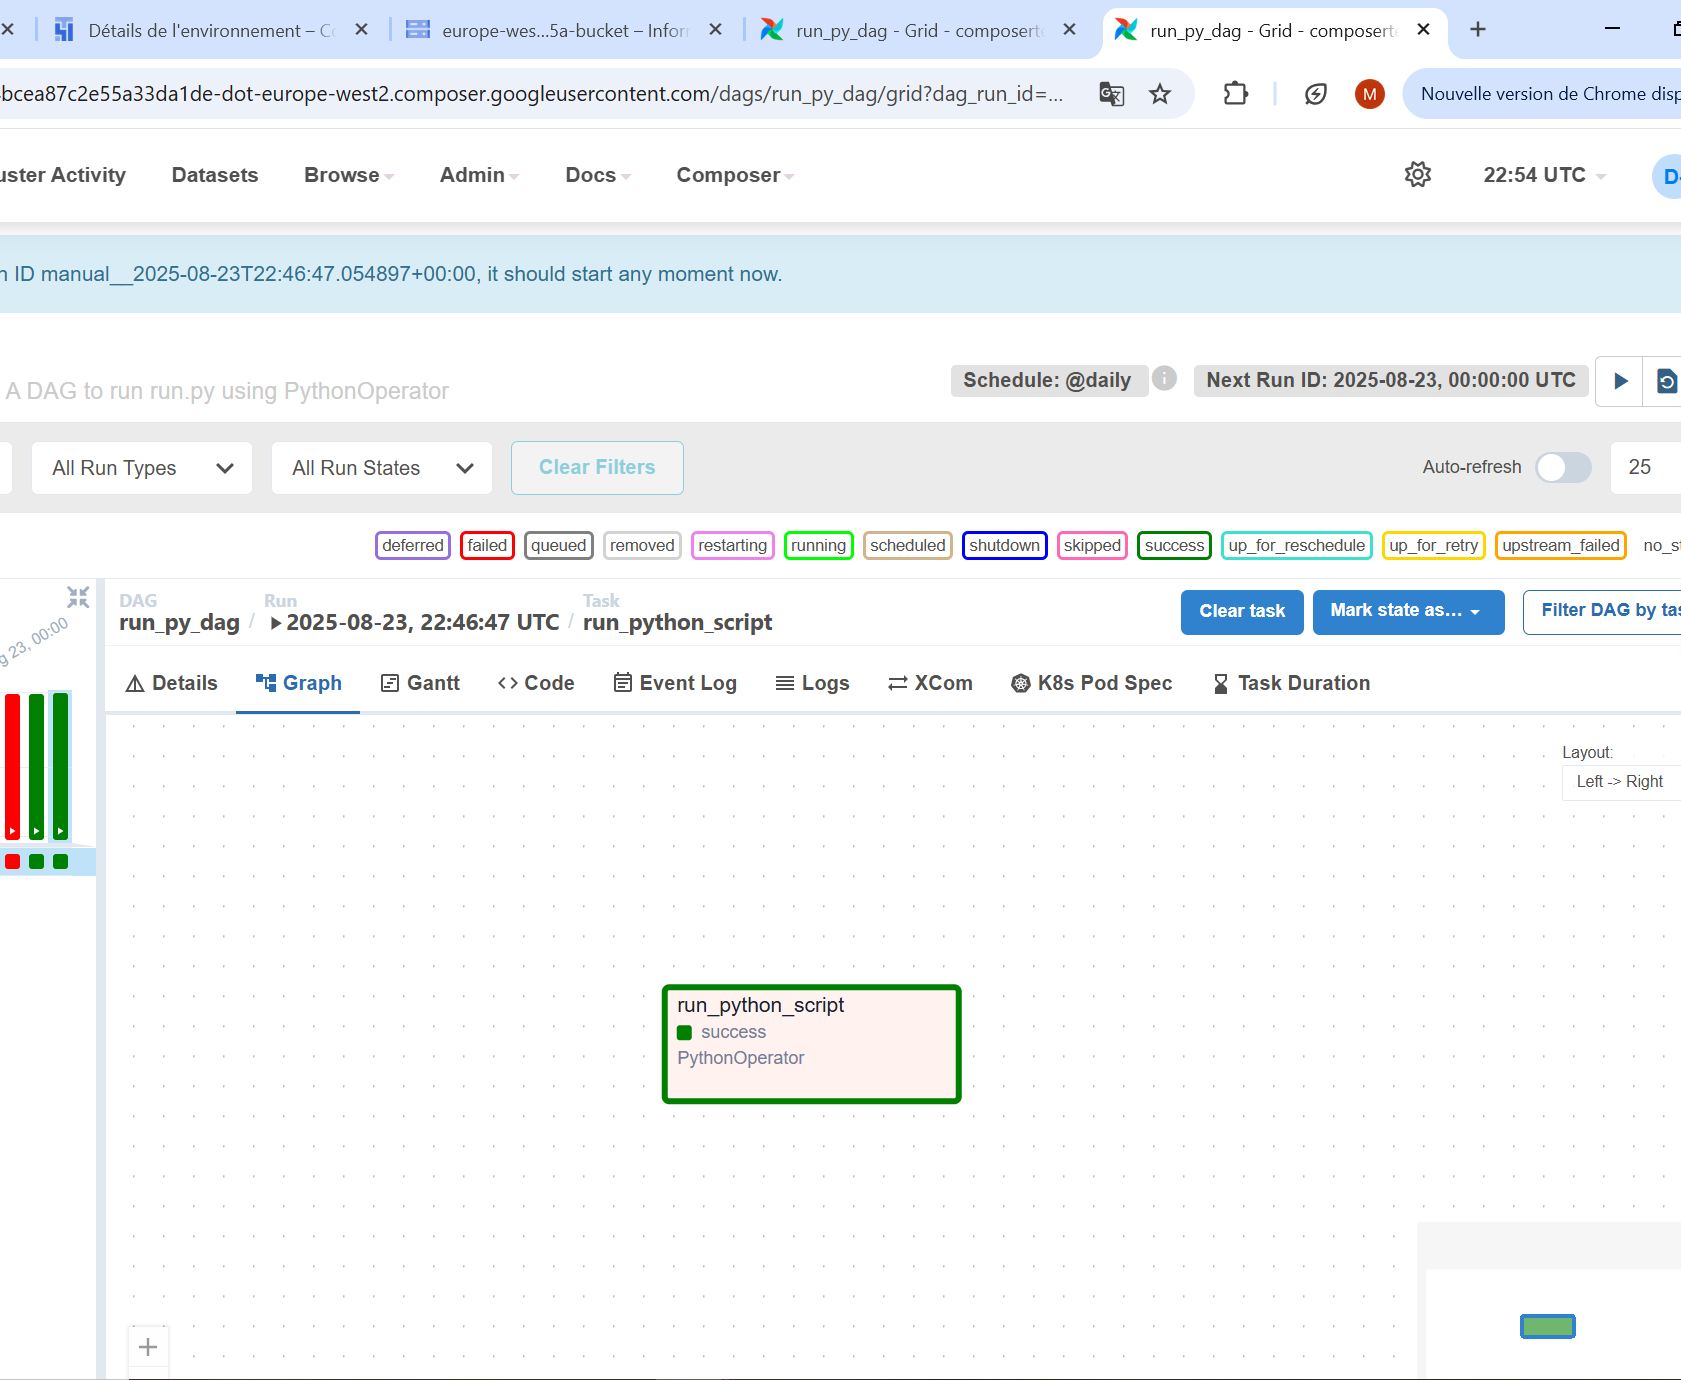 Détails de l'environnement – Co
europe-wes...5a-bucket – Inform
run_py_dag - Grid - composerte
run_py_dag - Grid - composerte
bcea87c2e55a33da1de-dot-europe-west2.composer.googleusercontent.com/dags/run_py_dag/grid?dag_run_id=...
M
Nouvelle version de Chrome disp
uster Activity
Datasets
Browse
Admin
Docs
Composer
22:54 UTC
D
n ID manual__2025-08-23T22:46:47.054897+00:00, it should start any moment now.
A DAG to run run.py using PythonOperator
Schedule: @daily
Next Run ID: 2025-08-23, 00:00:00 UTC
All Run Types
All Run States
Clear Filters
Auto-refresh
25
deferred
failed
queued
removed
restarting
running
scheduled
shutdown
skipped
success
up_for_reschedule
up_for_retry
upstream_failed
no_st
g 23, 00:00
DAG
run_py_dag
/
Run
2025-08-23, 22:46:47 UTC
/
Task
run_python_script
Clear task
Mark state as...
Filter DAG by tas
Details
Graph
Gantt
Code
Event Log
Logs
XCom
K8s Pod Spec
Task Duration
Layout:
Left -> Right
run_python_script
success
PythonOperator